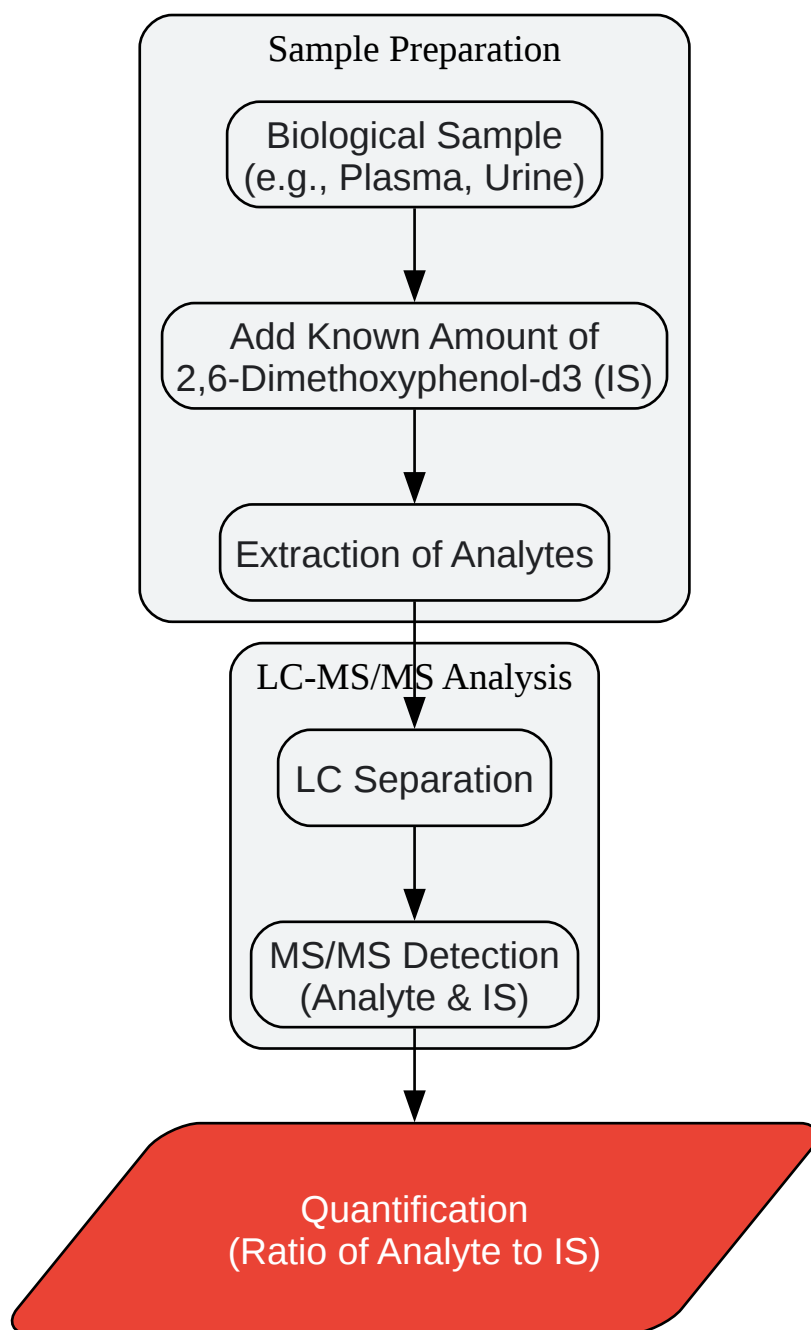 Sample Preparation
Biological Sample
(e.g., Plasma, Urine)
Add Known Amount of
2,6-Dimethoxyphenol-d3 (IS)
Extraction of Analytes
LC-MS/MS Analysis
LC Separation
MS/MS Detection
(Analyte & IS)
Quantification
(Ratio of Analyte to IS)